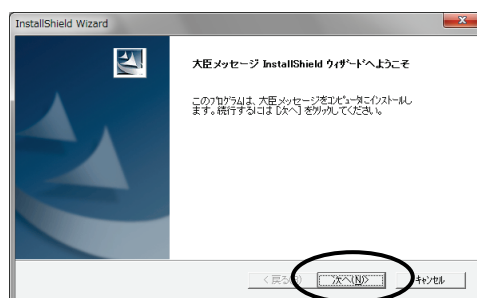 InstallShield Wizard
大臣メッセージ InstallShield ウィザードへようこそ
このプログラムは、大臣メッセージをコンピュータにインストールし
ます。続行するには [次へ] をクリックしてください。
< 戻る(B) 次へ(N)> キャンセル